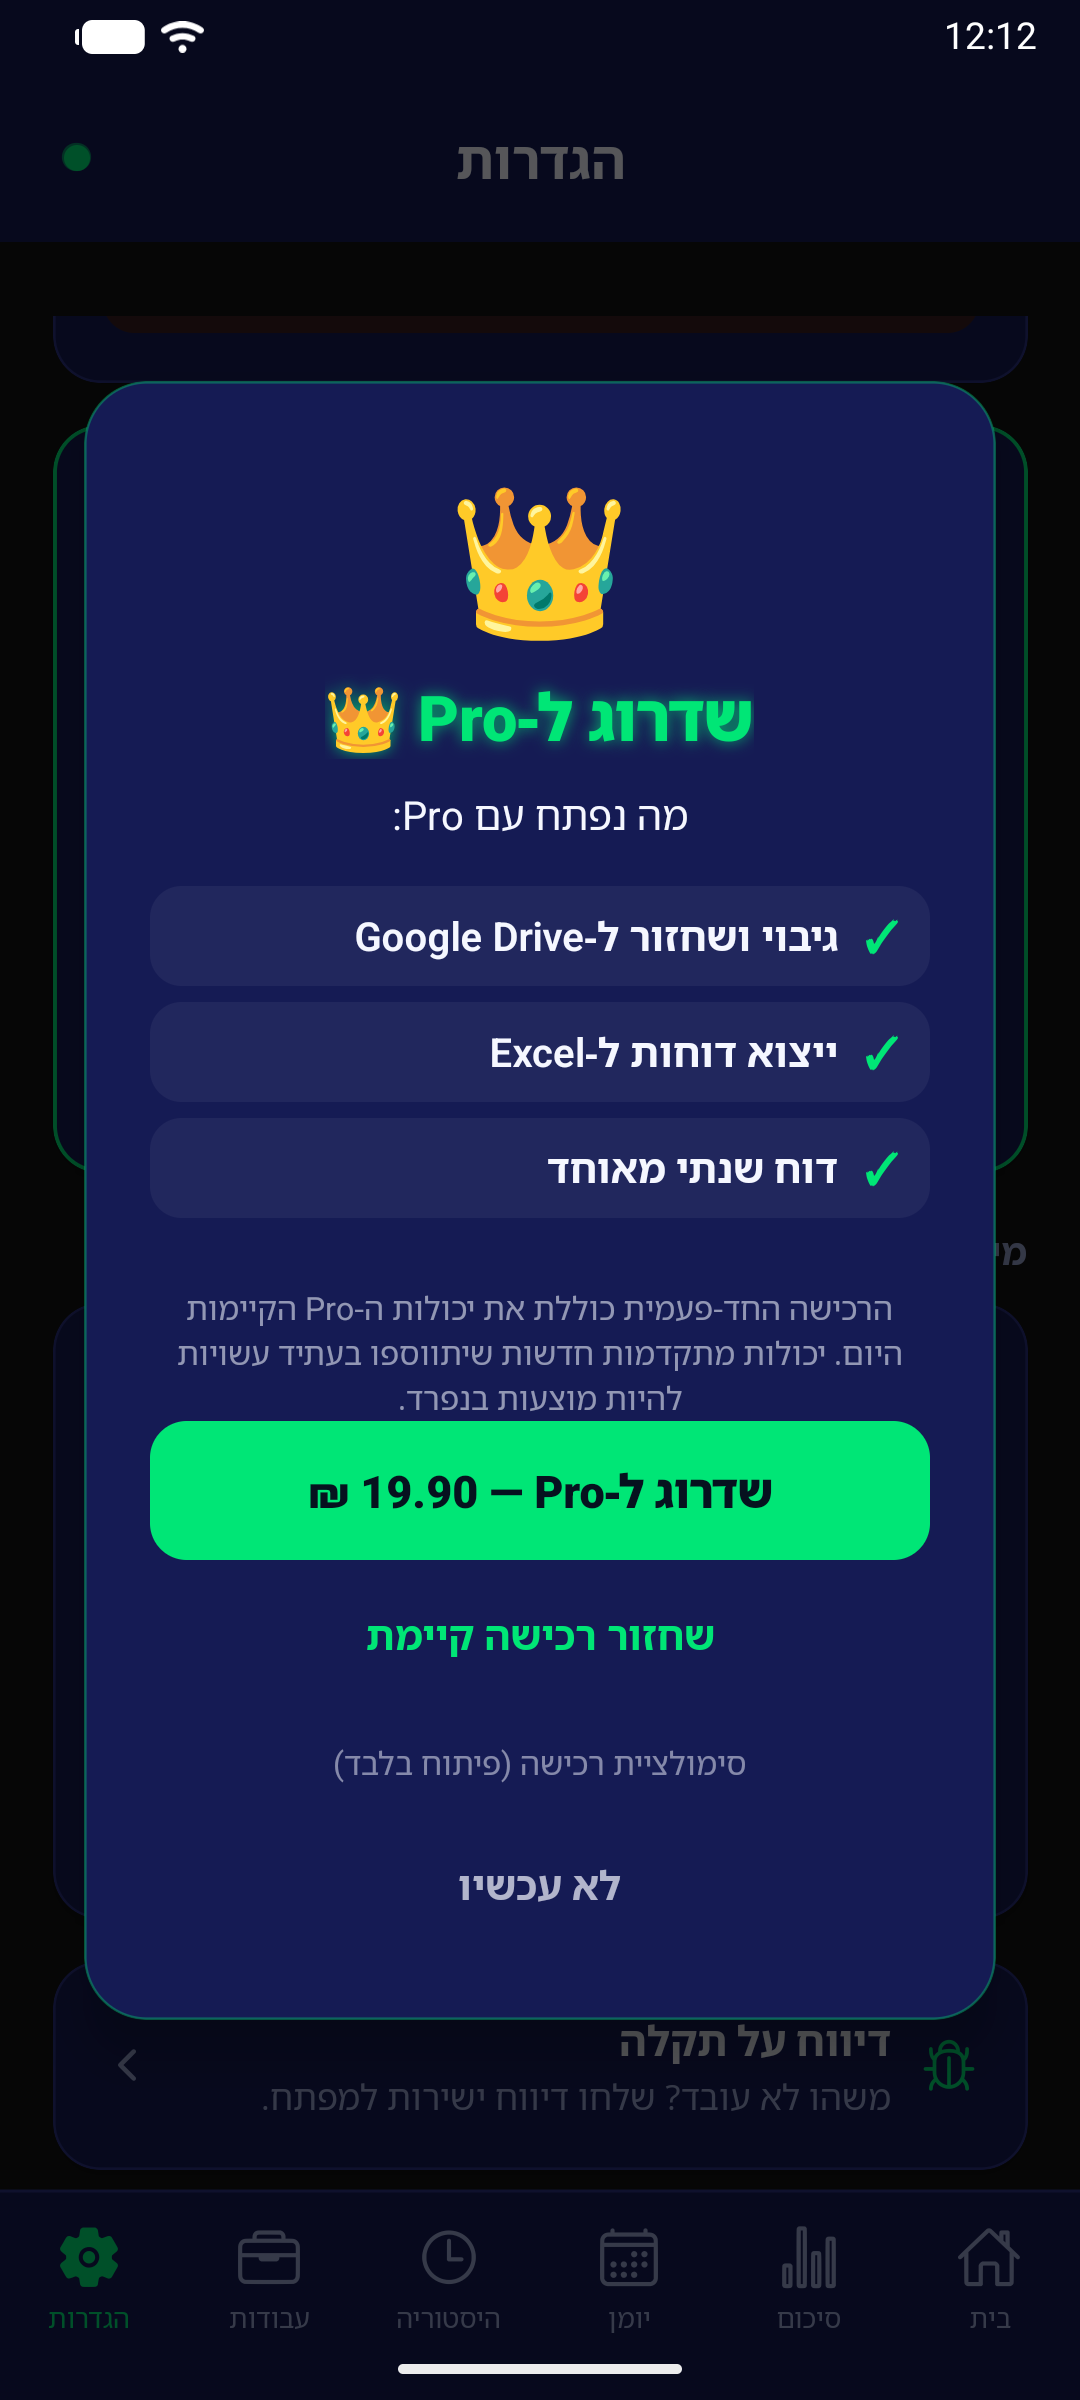 12:12
הגדרות
שדרוג ל-Pro 👑
מה נפתח עם Pro:
✓ גיבוי ושחזור ל-Google Drive
✓ ייצוא דוחות ל-Excel
✓ דוח שנתי מאוחד
הרכישה החד-פעמית כוללת את יכולות ה-Pro הקיימות
היום. יכולות מתקדמות חדשות שיתווספו בעתיד עשויות
להיות מוצעות בנפרד.
שדרוג ל-Pro – 19.90 ₪
שחזור רכישה קיימת
סימולציית רכישה (פיתוח בלבד)
לא עכשיו
דיווח על תקלה
משהו לא עובד? שלחו דיווח ישירות למפתח.
בית
סיכום
יומן
היסטוריה
עבודות
הגדרות